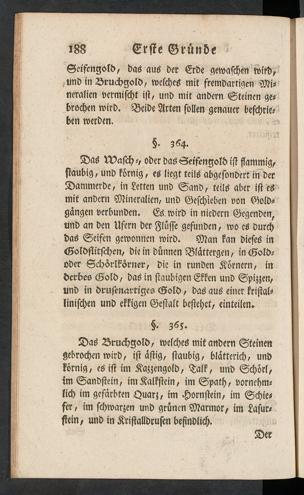 188 Erste Gründe
Seifengold, das aus der Erde gewaschen wird,
und in Bruchgold, welches mit fremdartigen Mi-
neralien vermischt ist, und mit andern Steinen ge-
brochen wird. Beide Arten sollen genauer beschrie-
ben werden.
§. 364.
Das Wasch-, oder das Seifengold ist flammig,
staubig, und körnig, es liegt teils abgesondert in der
Dammerde, in Letten und Sand, teils aber ist es
mit andern Mineralien, und Geschieben von Gold-
gängen verbunden. Es wird in niedern Gegenden,
und an den Ufern der Flüsse gefunden, wo es durch
das Seifen gewonnen wird. Man kan dieses in
Goldflitschen, die in dünnen Blättergen, in Gold-
oder Schörlkörner, die in runden Körnern, in
derbes Gold, das in staubigen Ekken und Spizzen,
und in drusenartiges Gold, das aus einer kristal-
linischen und ekkigen Gestalt bestehet, einteilen.
§. 365.
Das Bruchgold, welches mit andern Steinen
gebrochen wird, ist ästig, staubig, blätterich, und
körnig, es ist im Kazzengold, Talk, und Schörl,
im Sandstein, im Kalkstein, im Spath, vornehm-
lich im gefärbten Quarz, im Hornstein, im Schie-
fer, im schwarzen und grünen Marmor, im Lasur-
stein, und in Kristalldrusen befindlich.
Der